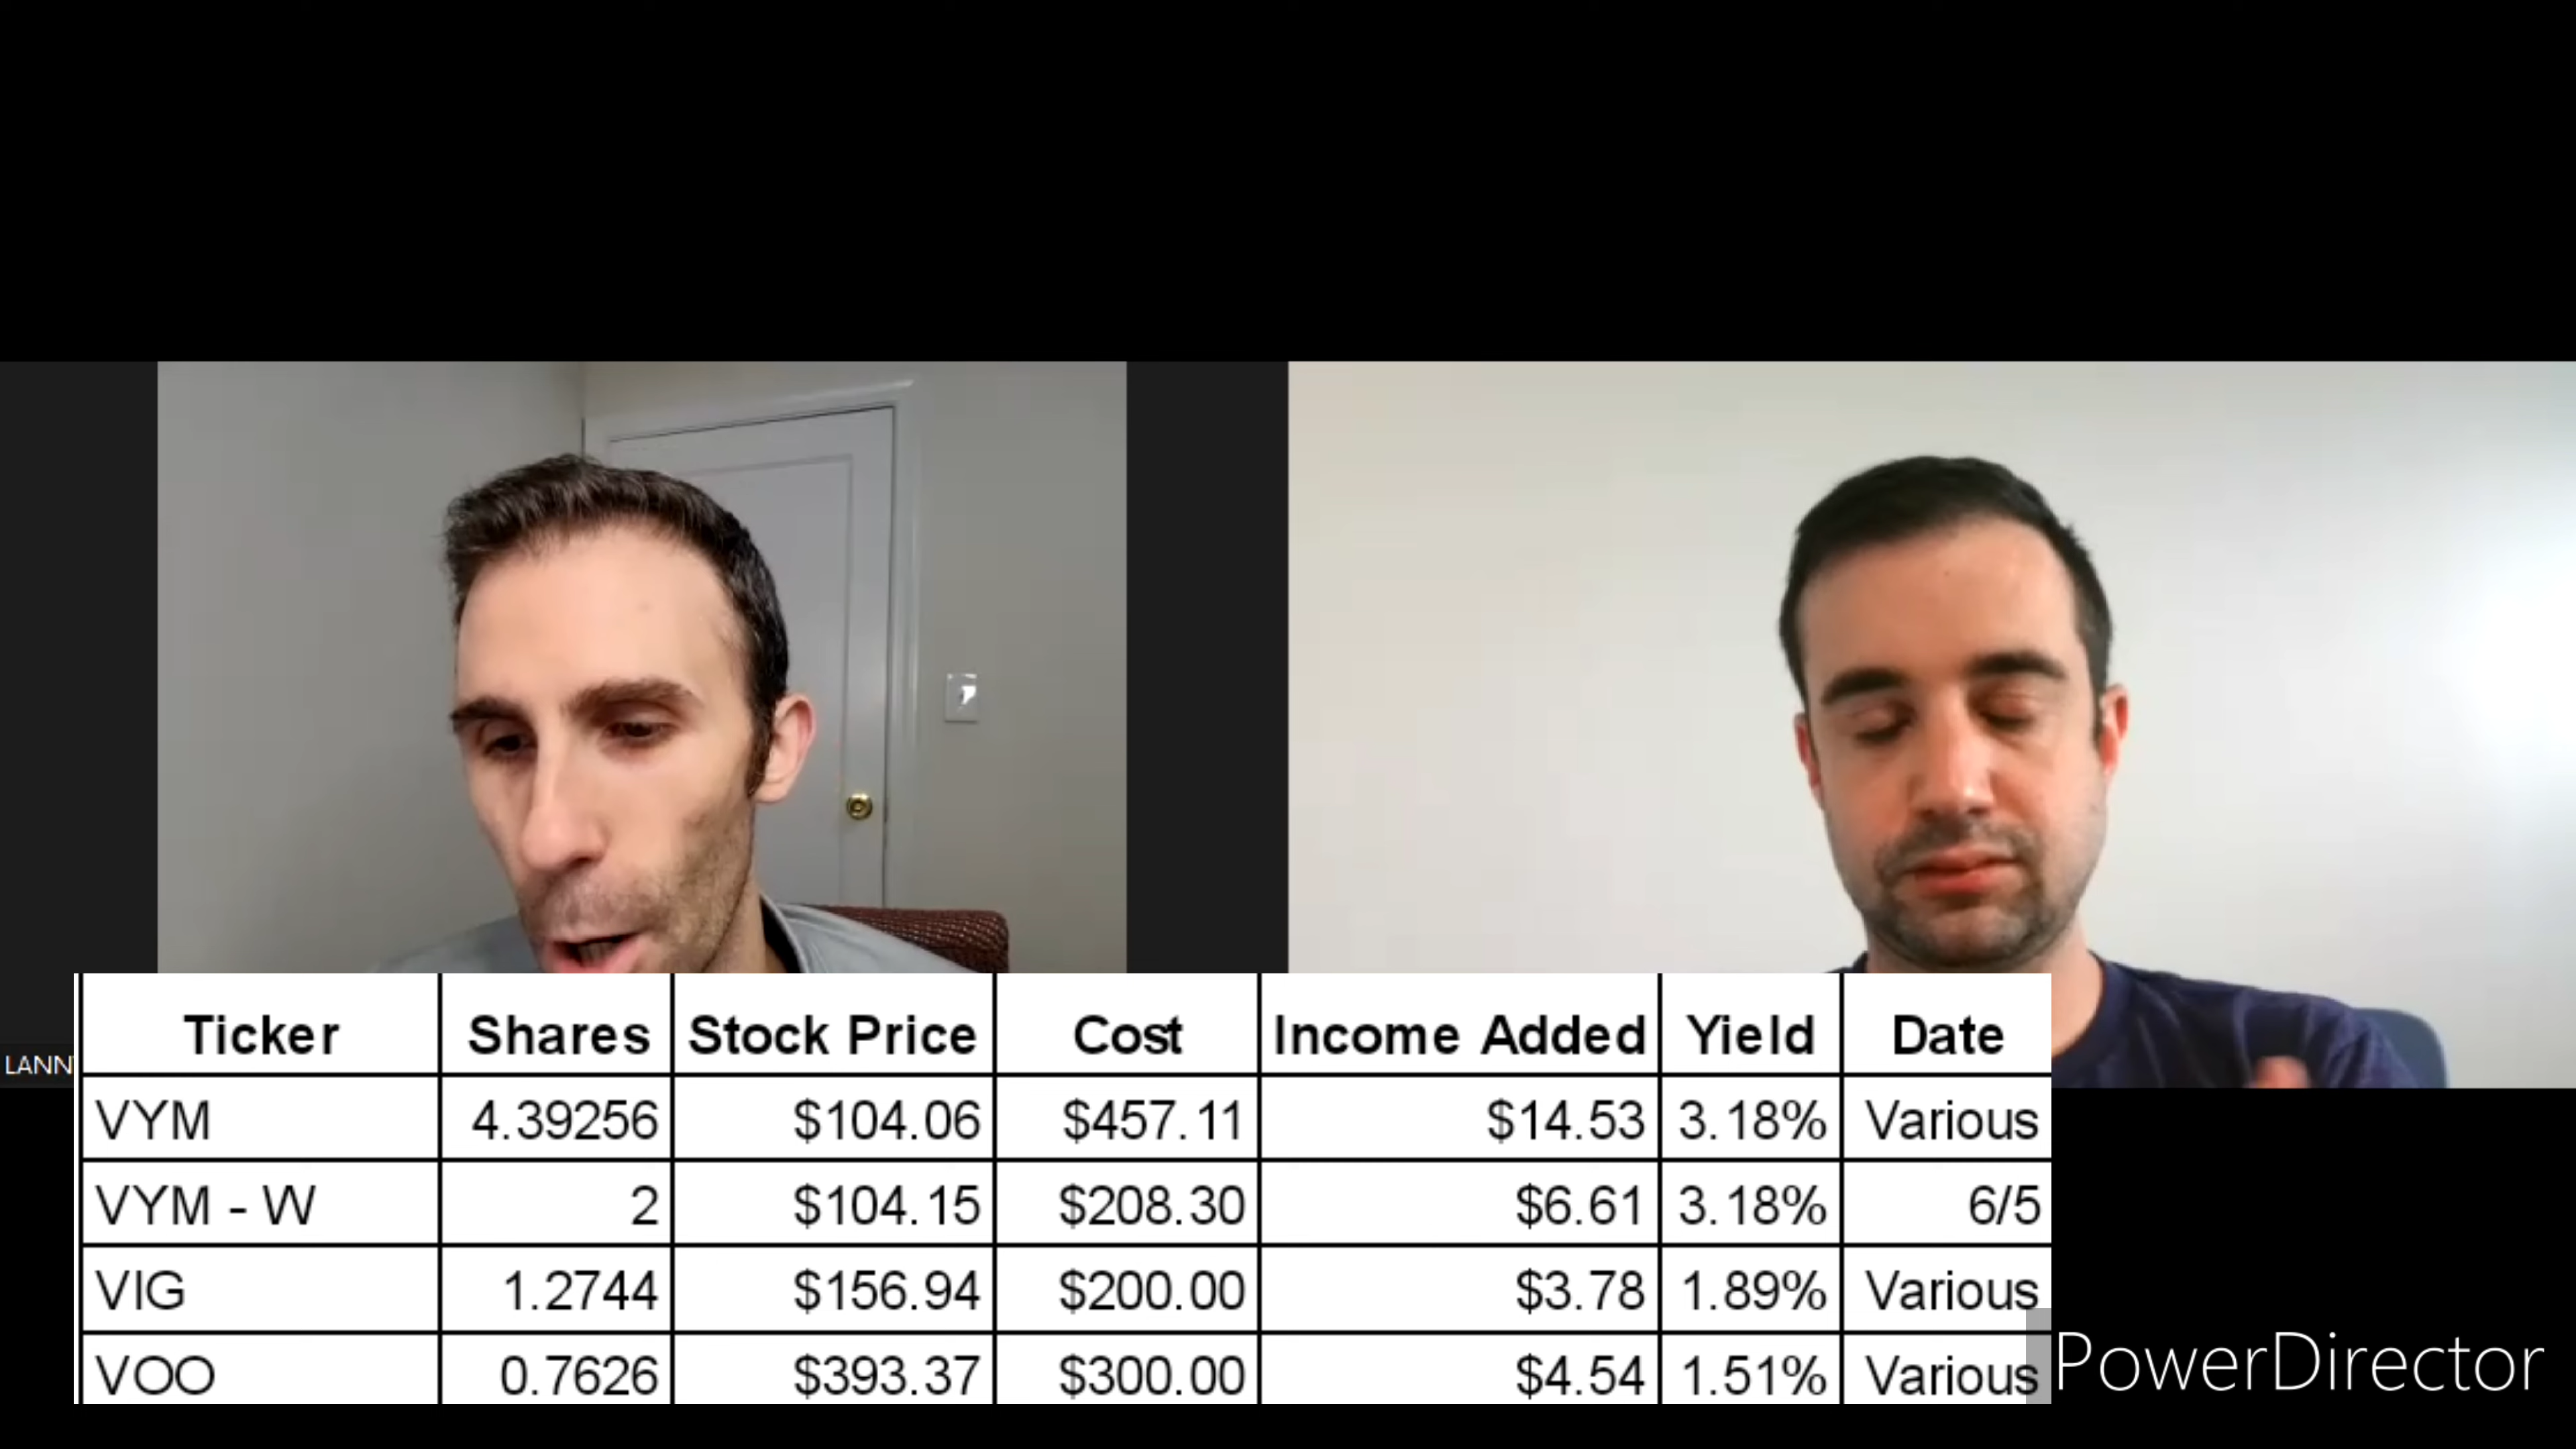 Ticker Shares Stock Price Cost Income Added Yield Date
LANN
VYM 4.39256 $104.06 $457.11 $14.53 3.18% Various
VYM - W 2 $104.15 $208.30 $6.61 3.18% 6/5
VIG 1.2744 $156.94 $200.00 $3.78 1.89% Various
VOO 0.7626 $393.37 $300.00 $4.54 1.51% Various
PowerDirector